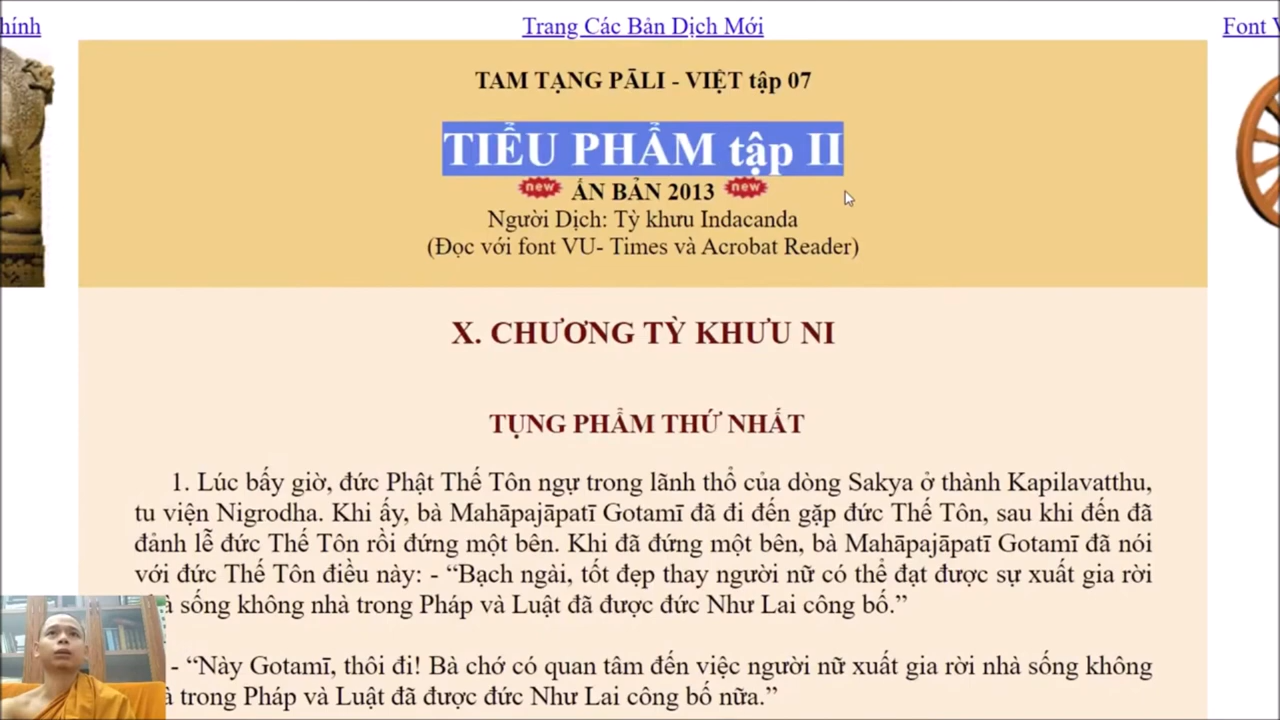 hính
Trang Các Bản Dịch Mới
Font V
TAM TẠNG PĀLI - VIỆT tập 07
TIỂU PHẨM tập II
new ẤN BẢN 2013 new
Người Dịch: Tỳ khưu Indacanda
(Đọc với font VU- Times và Acrobat Reader)
X. CHƯƠNG TỲ KHƯU NI
TỤNG PHẨM THỨ NHẤT
1. Lúc bấy giờ, đức Phật Thế Tôn ngự trong lãnh thổ của dòng Sakya ở thành Kapilavatthu,
tu viện Nigrodha. Khi ấy, bà Mahāpajāpatī Gotamī đã đi đến gặp đức Thế Tôn, sau khi đến đã
đảnh lễ đức Thế Tôn rồi đứng một bên. Khi đã đứng một bên, bà Mahāpajāpatī Gotamī đã nói
với đức Thế Tôn điều này: - “Bạch ngài, tốt đẹp thay người nữ có thể đạt được sự xuất gia rời
à sống không nhà trong Pháp và Luật đã được đức Như Lai công bố.”
- “Này Gotamī, thôi đi! Bà chớ có quan tâm đến việc người nữ xuất gia rời nhà sống không
à trong Pháp và Luật đã được đức Như Lai công bố nữa.”